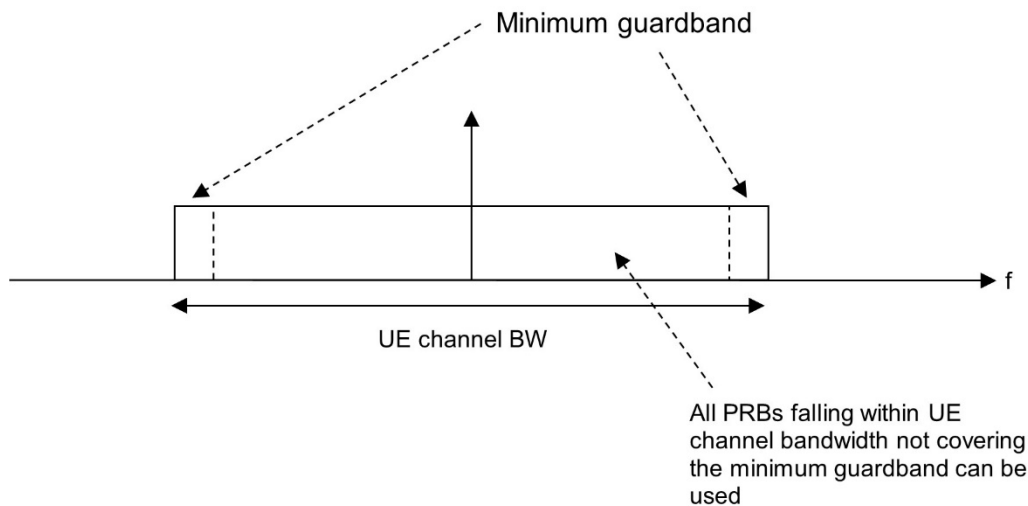 Minimum guardband
f
UE channel BW
All PRBs falling within UE
channel bandwidth not covering
the minimum guardband can be
used